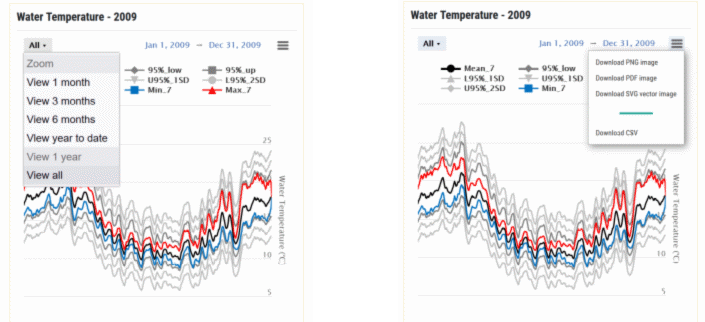 Water Temperature - 2009
All
Jan 1, 2009 → Dec 31, 2009
Zoom
View 1 month
View 3 months
View 6 months
View year to date
View 1 year
View all
95%_low 95%_up
U95%_1SD L95%_2SD
Min_7 Max_7
25
10
5
Water Temperature (°C)
Water Temperature - 2009
All
Jan 1, 2009 → Dec 31, 2009
Download PNG image
Download PDF image
Download SVG vector image
Download CSV
Mean_7 95%_low
L95%_1SD U95%_1SD
U95%_2SD Min_7
10
5
Water Temperature (°C)